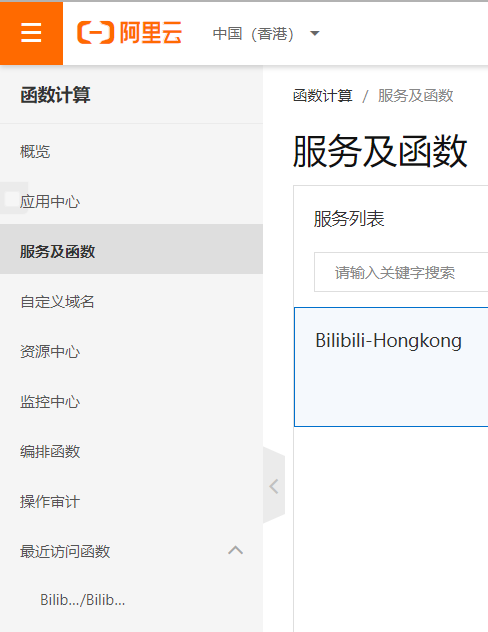 阿里云 中国（香港）
函数计算
概览
应用中心
服务及函数
自定义域名
资源中心
监控中心
编排函数
操作审计
最近访问函数
Bilib.../Bilib...
函数计算 / 服务及函数
服务及函数
服务列表
请输入关键字搜索
Bilibili-Hongkong